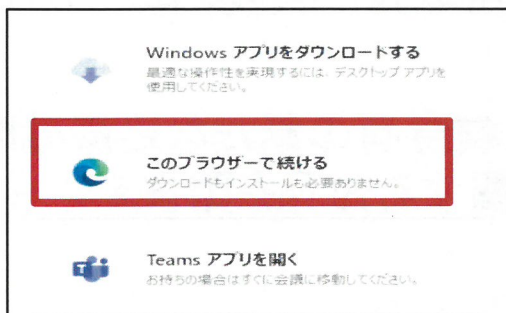 Windows アプリをダウンロードする
最適な操作性を実現するには、デスクトップ アプリを
使用してください。
このブラウザーで続ける
ダウンロードもインストールも必要ありません。
Teams アプリを開く
お持ちの場合はすぐに会議に移動してください。